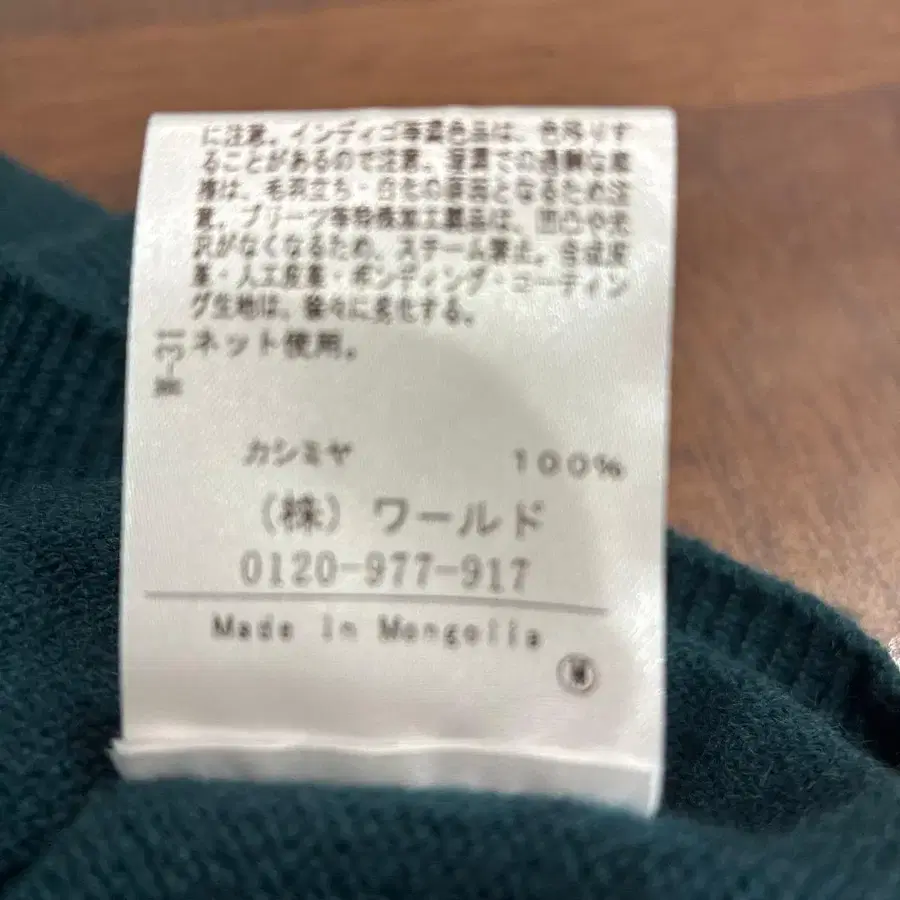 に注意。インディゴ等濃色品は、色移りす
ることがあるので注意。湿潤での過酷な摩
擦は、毛羽立ち・白化の原因となるため注
意。プリーツ等特殊加工製品は、凹凸や光
沢がなくなるため、スチーム禁止。合成皮
革・人工皮革・ボンディング・コーティン
グ生地は、徐々に劣化する。
ネット使用。
カシミヤ 100%
(株) ワールド
0120-977-917
Made in Mongolia